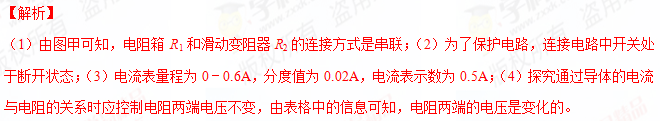 【解析】
（1）由图甲可知，电阻箱 R₁ 和滑动变阻器 R₂ 的连接方式是串联；（2）为了保护电路，连接电路中开关处
于断开状态；（3）电流表量程为 0﹣0.6A，分度值为 0.02A，电流表示数为 0.5A；（4）探究通过导体的电流
与电阻的关系时应控制电阻两端电压不变，由表格中的信息可知，电阻两端的电压是变化的。